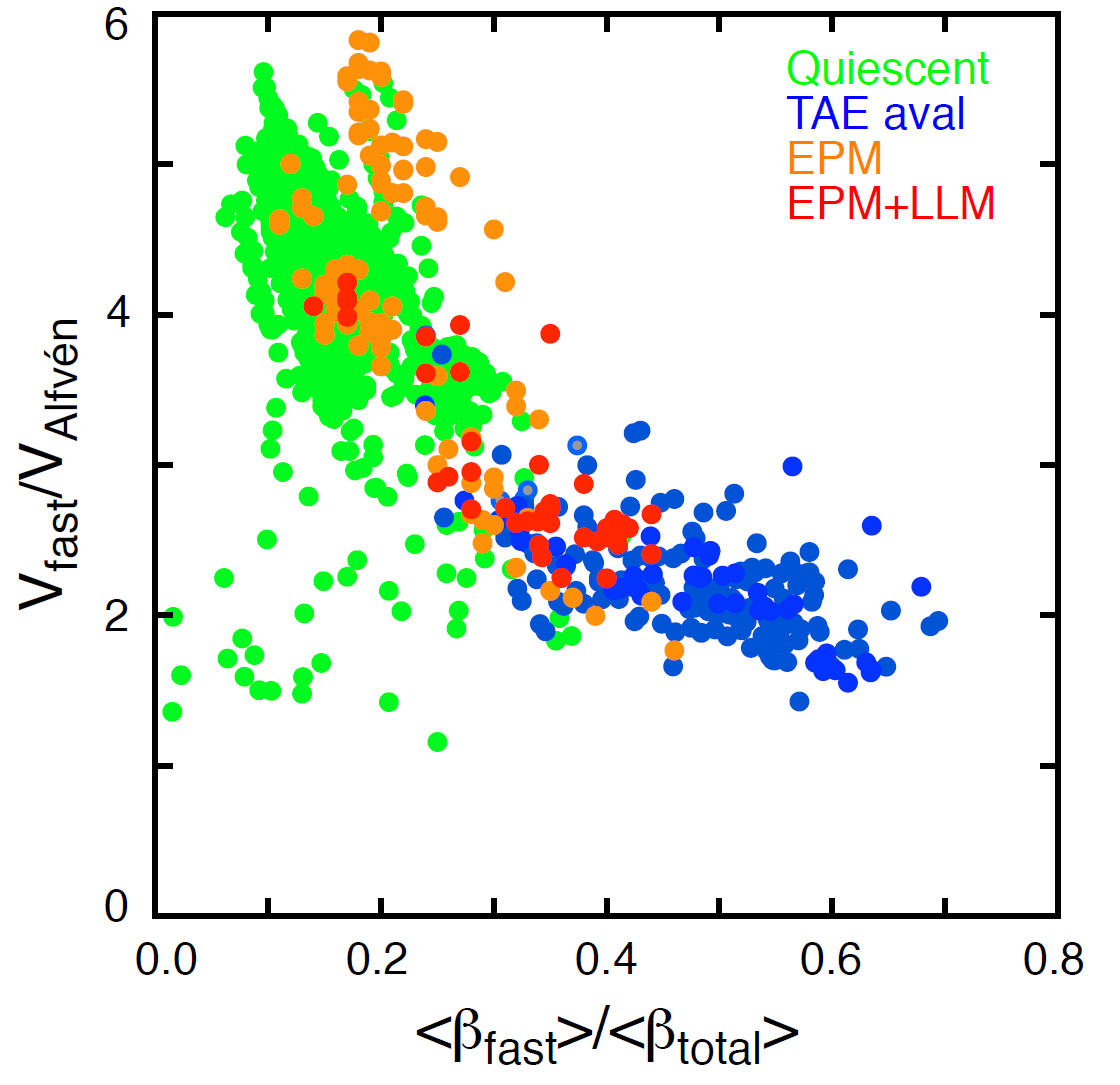 6
Quiescent
TAE aval
EPM
EPM+LLM
4
V_fast/V_Alfvén
2
0
0.0 0.2 0.4 0.6 0.8
<β_fast>/<β_total>